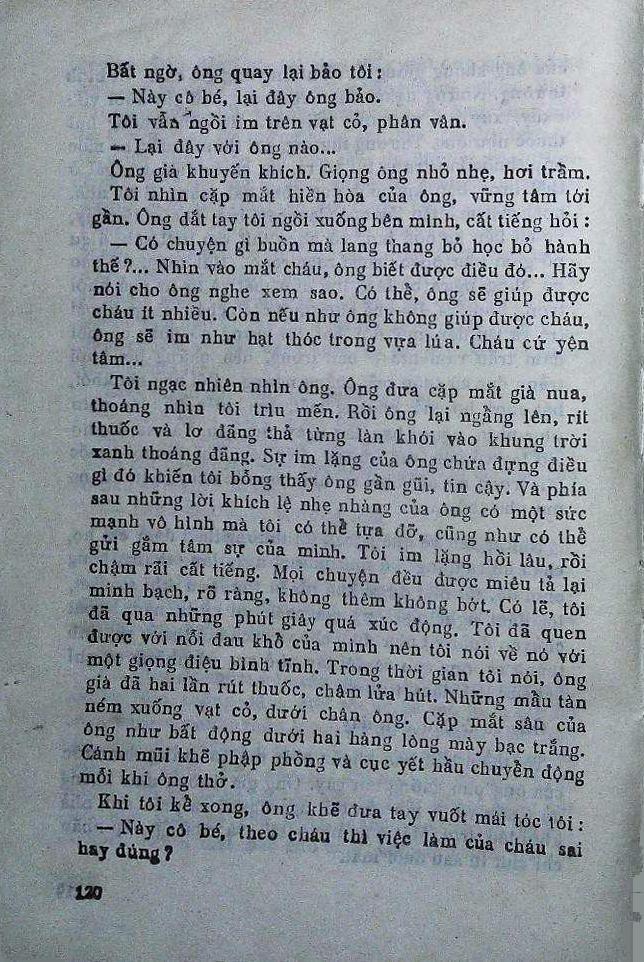 Bất ngờ, ông quay lại bảo tôi:
— Này cô bé, lại đây ông bảo.
Tôi vẫn ngồi im trên vạt cỏ, phân vân.
— Lại đây với ông nào...
Ông già khuyến khích. Giọng ông nhỏ nhẹ, hơi trầm.
Tôi nhìn cặp mắt hiền hòa của ông, vững tâm tới
gần. Ông dắt tay tôi ngồi xuống bên mình, cất tiếng hỏi:
— Có chuyện gì buồn mà lang thang bỏ học bỏ hành
thế?... Nhìn vào mắt cháu, ông biết được điều đó... Hãy
nói cho ông nghe xem sao. Có thể, ông sẽ giúp được
cháu ít nhiều. Còn nếu như ông không giúp được cháu,
ông sẽ im như hạt thóc trong vựa lúa. Cháu cứ yên
tâm...
Tôi ngạc nhiên nhìn ông. Ông đưa cặp mắt già nua,
thoáng nhìn tôi trìu mến. Rồi ông lại ngẩng lên, rít
thuốc và lơ đãng thả từng làn khói vào khung trời
xanh thoáng đãng. Sự im lặng của ông chứa đựng điều
gì đó khiến tôi bỗng thấy ông gần gũi, tin cậy. Và phía
sau những lời khích lệ nhẹ nhàng của ông có một sức
mạnh vô hình mà tôi có thể tựa đỡ, cũng như có thể
gửi gắm tâm sự của mình. Tôi im lặng hồi lâu, rồi
chậm rãi cất tiếng. Mọi chuyện đều được miêu tả lại
minh bạch, rõ ràng, không thêm không bớt. Có lẽ, tôi
đã qua những phút giây quá xúc động. Tôi đã quen
được với nỗi đau khổ của mình nên tôi nói về nó với
một giọng điệu bình tĩnh. Trong thời gian tôi nói, ông
già đã hai lần rút thuốc, châm lửa hút. Những mẩu tàn
ném xuống vạt cỏ, dưới chân ông. Cặp mắt sâu của
ông như bất động dưới hai hàng lông mày bạc trắng.
Cánh mũi khẽ phập phồng và cục yết hầu chuyển động
mỗi khi ông thở.
Khi tôi kể xong, ông khẽ đưa tay vuốt mái tóc tôi:
— Này cô bé, theo cháu thì việc làm của cháu sai
hay đúng?
120